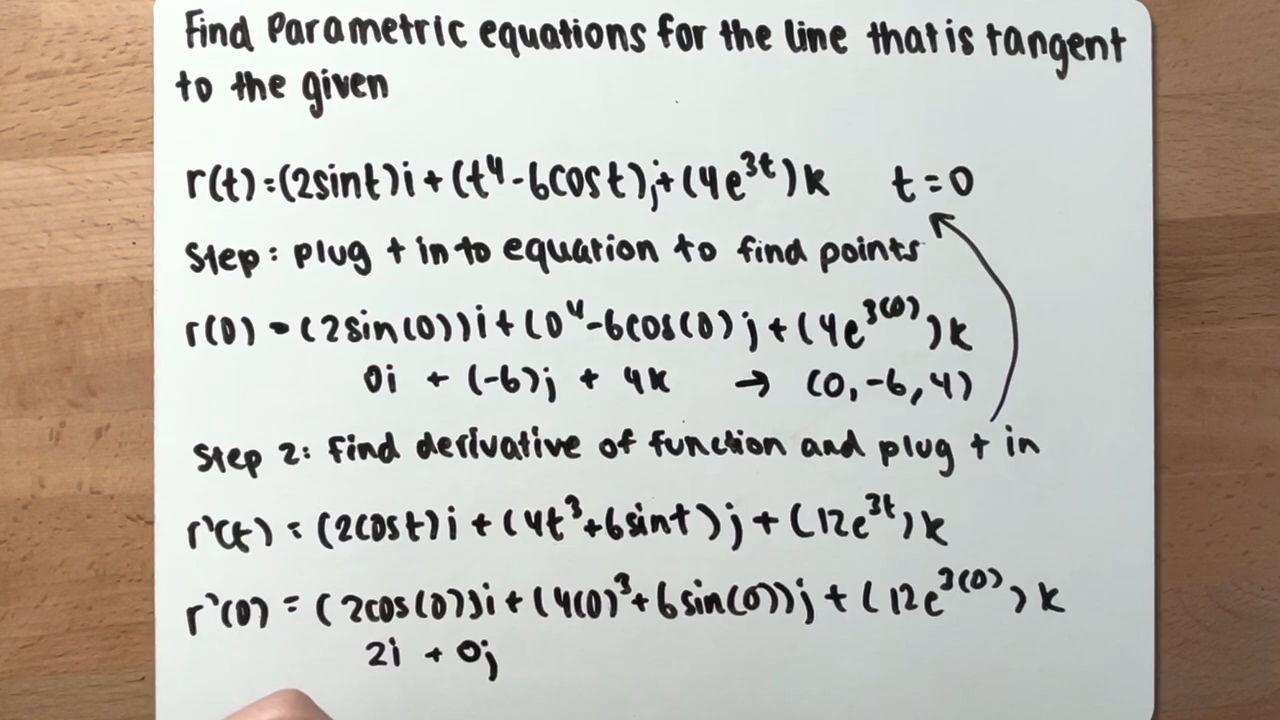 Find Parametric equations for the line that is tangent
to the given
r(t)=(2sint)i+(t⁴-6cost)j+(4e³ᵗ)k t=0
Step: plug t in to equation to find points
r(0) = (2sin(0))i+(0⁴-6cos(0)j+(4e³⁽⁰⁾)k
0i + (-6)j + 4k → (0,-6,4)
Step 2: Find derivative of function and plug t in
r'(t) = (2cost)i+(4t³+6sint)j+(12e³ᵗ)k
r'(0) = (2cos(0))i+(4(0)³+6sin(0))j+(12e³⁽⁰⁾)k
2i + 0j